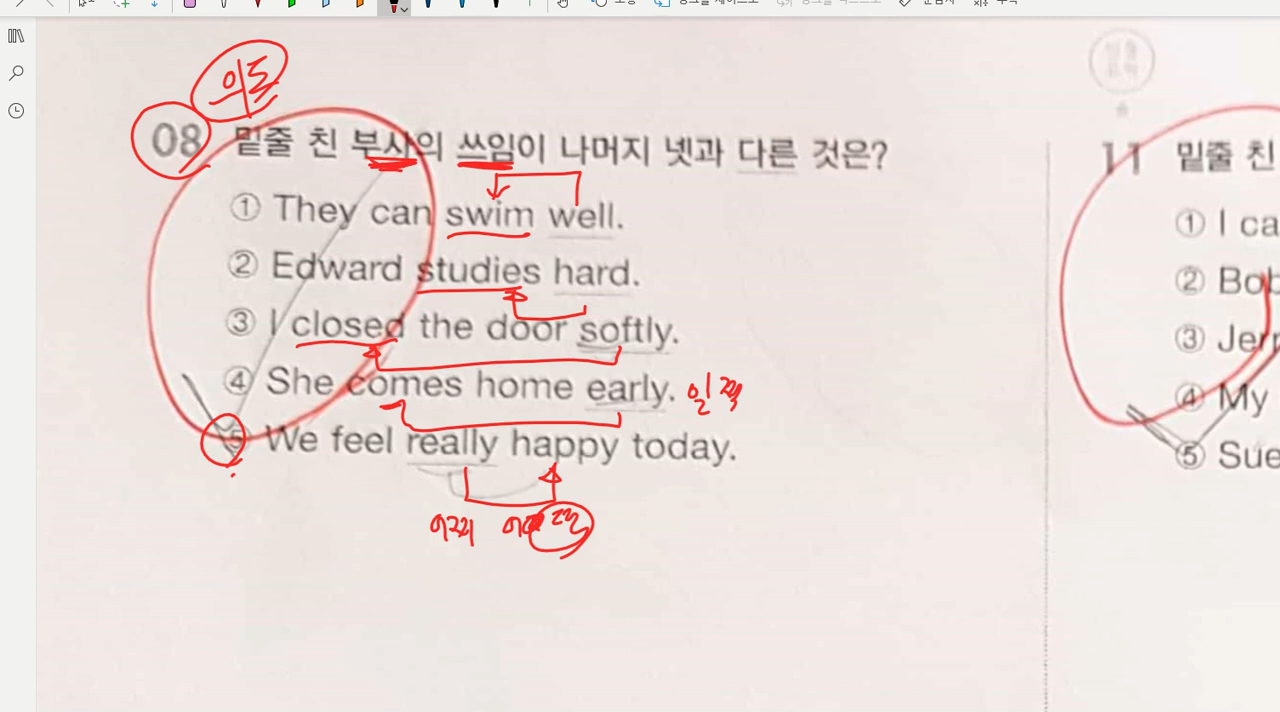 의도
08 밑줄 친 부사의 쓰임이 나머지 넷과 다른 것은?
① They can swim well.
② Edward studies hard.
③ I closed the door softly.
④ She comes home early. 일찍
⑤ We feel really happy today.
11 밑줄 친
① I ca
② Bob
③ Jerr
④ My
⑤ Sue